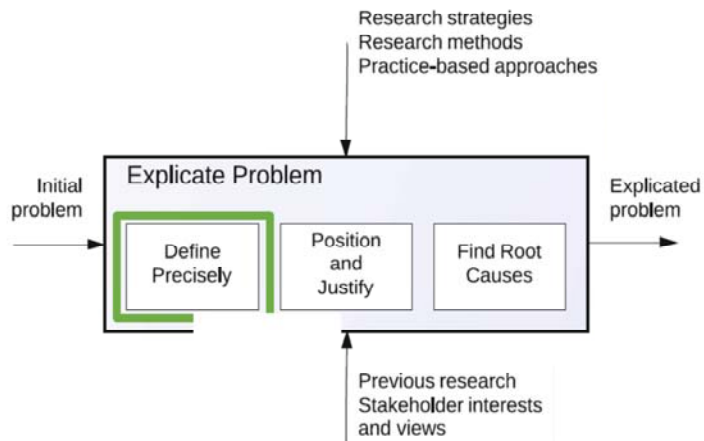 Research strategies
Research methods
Practice-based approaches
Explicate Problem
Initial
problem
Explicated
problem
Define
Precisely
Position
and
Justify
Find Root
Causes
Previous research
Stakeholder interests
and views